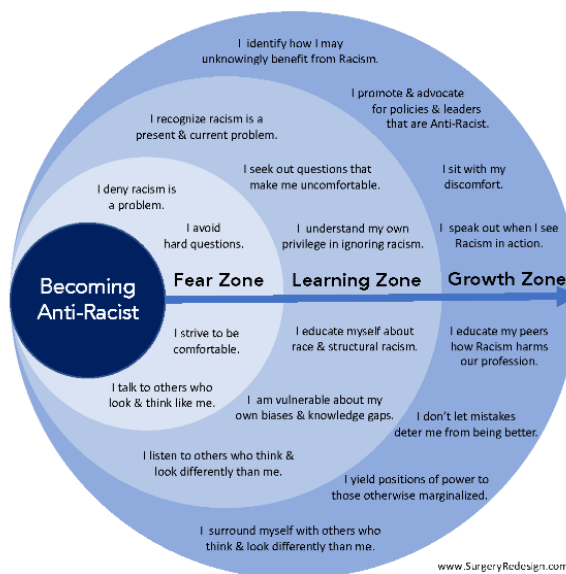 I identify how I may
unknowingly benefit from Racism.
I promote & advocate
for policies & leaders
that are Anti-Racist.
I recognize racism is a
present & current problem.
I seek out questions that
make me uncomfortable.
I sit with my
discomfort.
I deny racism is
a problem.
I avoid
hard questions.
I understand my own
privilege in ignoring racism.
I speak out when I see
Racism in action.
Becoming
Anti-Racist
Fear Zone
Learning Zone
Growth Zone
I strive to be
comfortable.
I educate myself about
race & structural racism.
I educate my peers
how Racism harms
our profession.
I talk to others who
look & think like me.
I am vulnerable about my
own biases & knowledge gaps.
I don't let mistakes
deter me from being better.
I listen to others who think &
look differently than me.
I yield positions of power to
those otherwise marginalized.
I surround myself with others who
think & look differently than me.
www.SurgeryRedesign.com